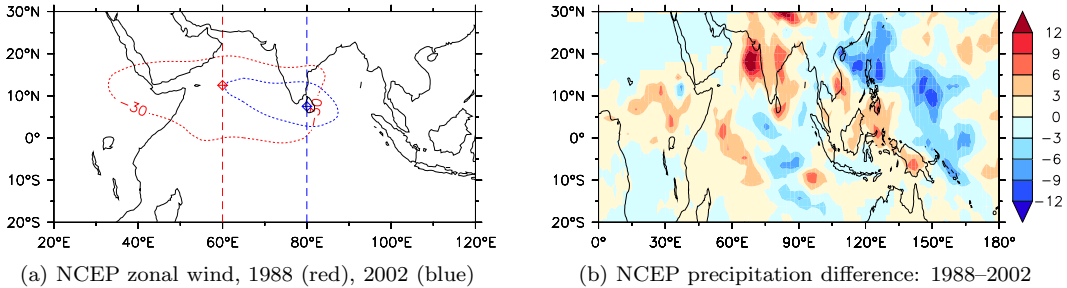 30°N
20°N
10°N
0°
10°S
20°S
20°E 40°E 60°E 80°E 100°E 120°E
-30
(a) NCEP zonal wind, 1988 (red), 2002 (blue)
30°N
20°N
10°N
0°
10°S
20°S
0°E 30°E 60°E 90°E 120°E 150°E 180°E
12
9
6
3
0
-3
-6
-9
-12
(b) NCEP precipitation difference: 1988–2002